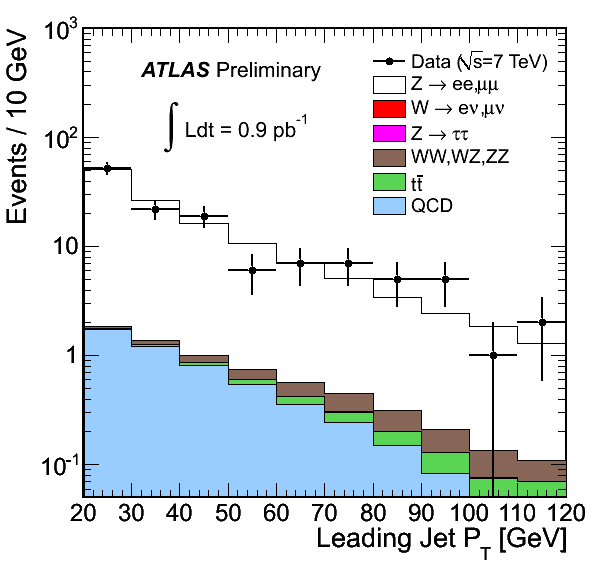 Events / 10 GeV
10³
10²
10
1
10⁻¹
ATLAS Preliminary
∫ Ldt = 0.9 pb⁻¹
Data (√s=7 TeV)
Z → ee,μμ
W → eν,μν
Z → ττ
WW,WZ,ZZ
tt̄
QCD
20 30 40 50 60 70 80 90 100 110 120
Leading Jet P_T [GeV]